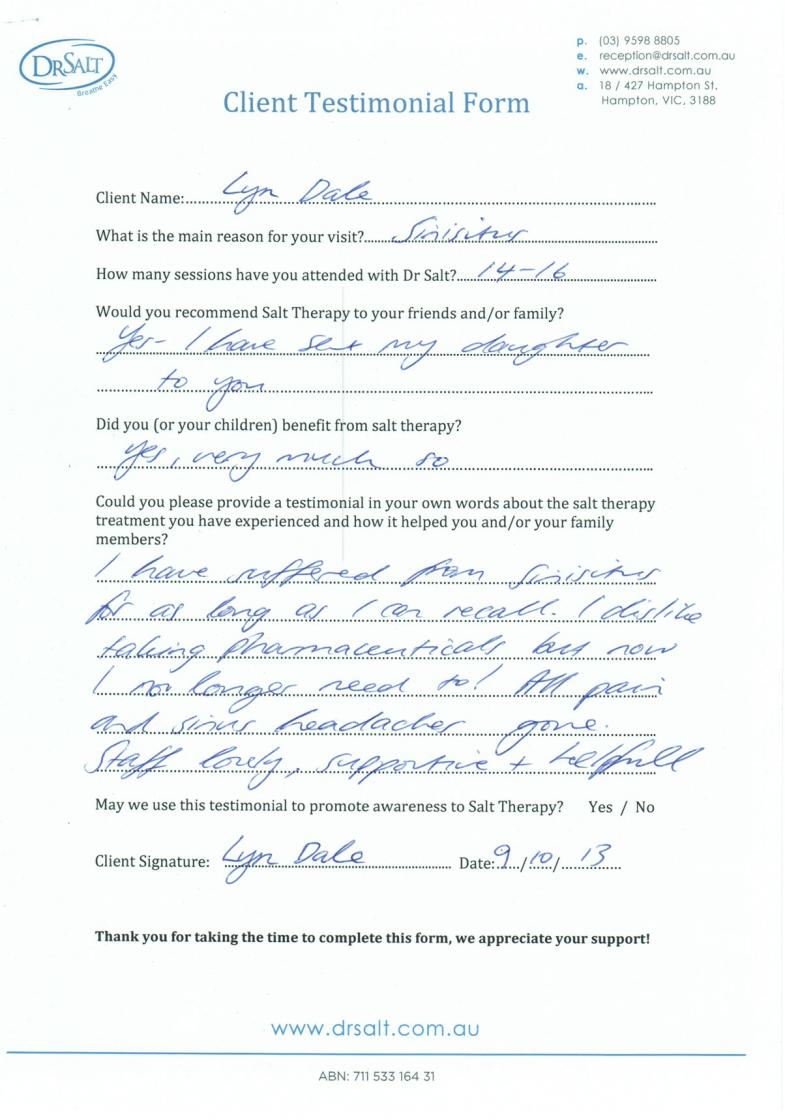 DRSALT
Breathe Easy
p. (03) 9598 8805
e. reception@drsalt.com.au
w. www.drsalt.com.au
a. 18 / 427 Hampton St.
Hampton, VIC, 3188
Client Testimonial Form
Client Name: Lyn Dale
What is the main reason for your visit? Sinisitus
How many sessions have you attended with Dr Salt? 14-16
Would you recommend Salt Therapy to your friends and/or family?
Yes- I have sent my daughter
to you
Did you (or your children) benefit from salt therapy?
Yes, very much so
Could you please provide a testimonial in your own words about the salt therapy
treatment you have experienced and how it helped you and/or your family
members?
I have suffered from Sinisitus
for as long as I can recall. I dislike
taking pharmaceuticals but now
I no longer need to! All pain
and sinus headaches gone.
Staff lovely, supportive + helpfull
May we use this testimonial to promote awareness to Salt Therapy? Yes / No
Client Signature: Lyn Dale Date: 9/10/13
Thank you for taking the time to complete this form, we appreciate your support!
www.drsalt.com.au
ABN: 711 533 164 31